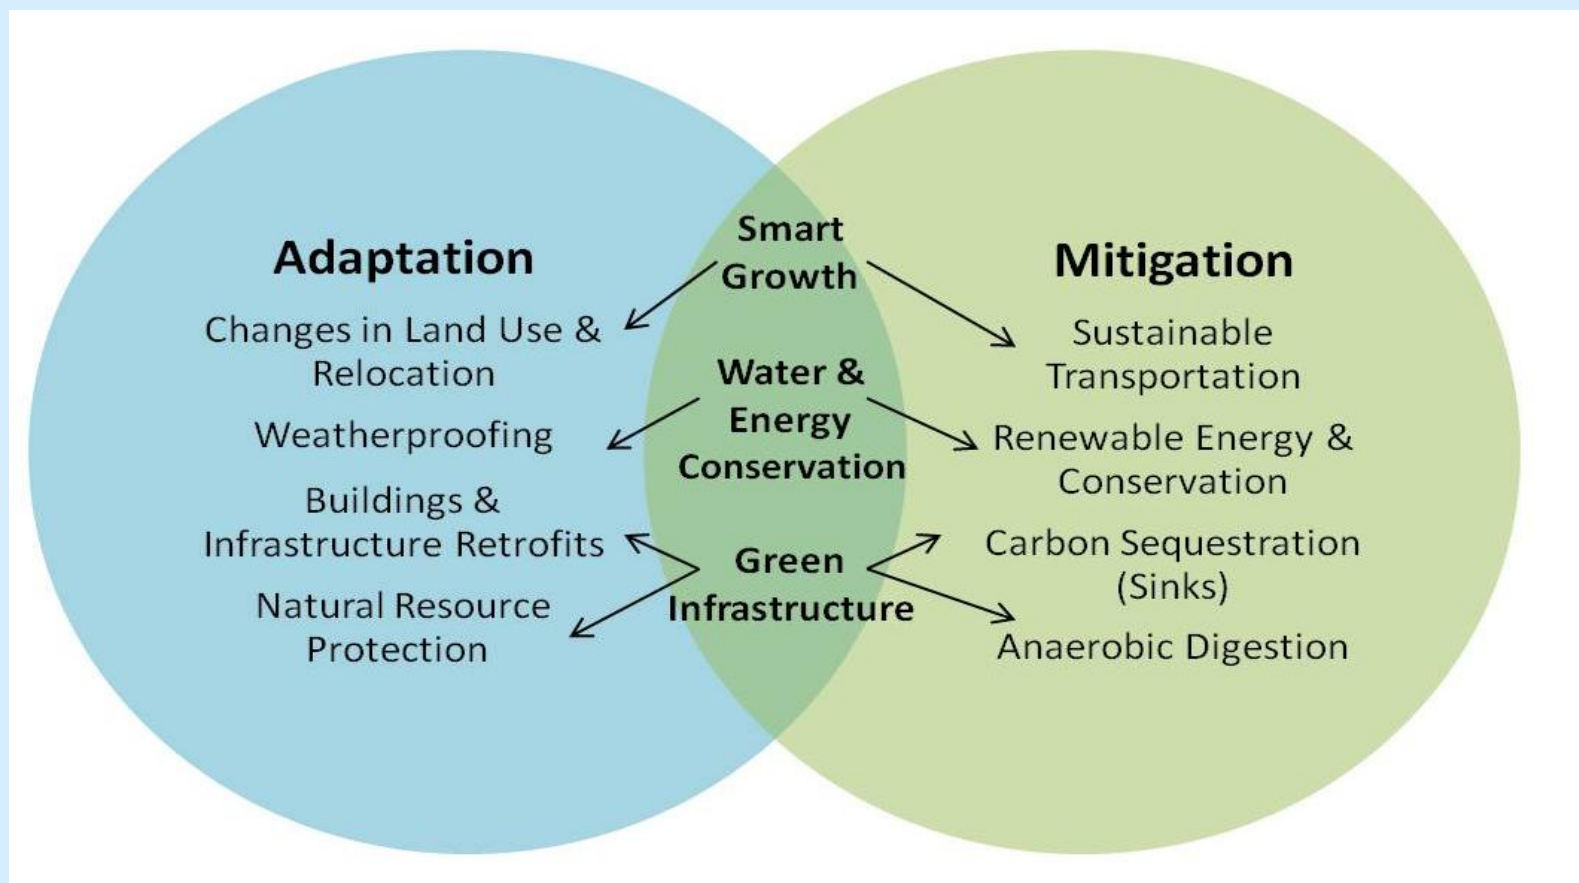 Adaptation
Changes in Land Use &
Relocation
Weatherproofing
Buildings &
Infrastructure Retrofits
Natural Resource
Protection
Smart
Growth
Water &
Energy
Conservation
Green
Infrastructure
Mitigation
Sustainable
Transportation
Renewable Energy &
Conservation
Carbon Sequestration
(Sinks)
Anaerobic Digestion